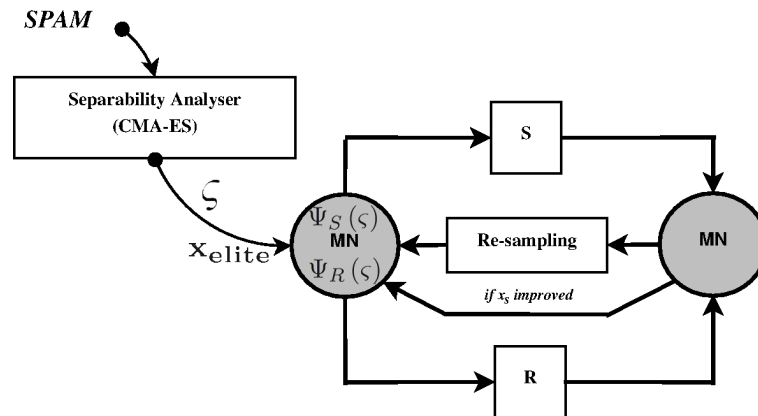 SPAM
Separability Analyser
(CMA-ES)
ς
x_elite
Ψ_S(ς)
MN
Ψ_R(ς)
S
Re-sampling
MN
if x_s improved
R